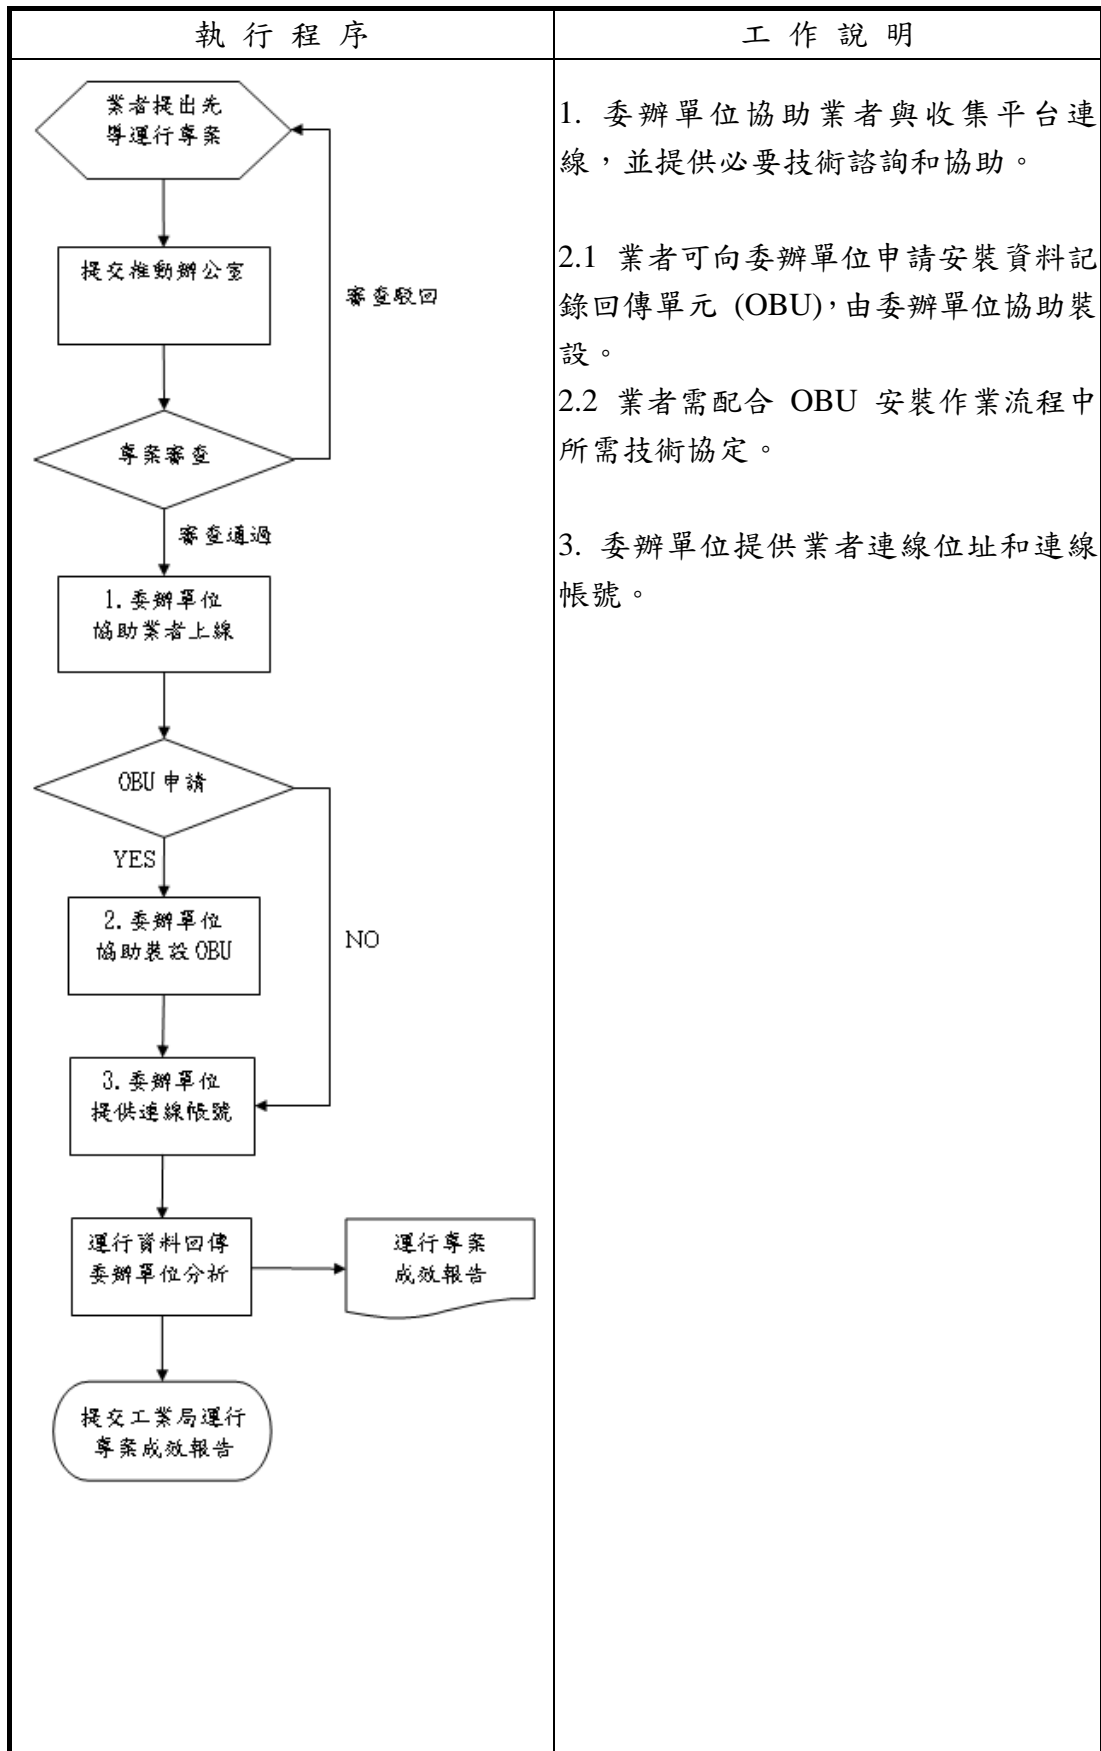 執行程序
工作說明
業者提出先
導運行專案
提交推動辦公室
審查駁回
專案審查
審查通過
1.委辦單位
協助業者上線
OBU申請
YES
2.委辦單位
協助裝設OBU
NO
3.委辦單位
提供連線帳號
運行資料回傳
委辦單位分析
運行專案
成效報告
提交工業局運行
專案成效報告
1. 委辦單位協助業者與收集平台連
線，並提供必要技術諮詢和協助。
2.1 業者可向委辦單位申請安裝資料記
錄回傳單元 (OBU)，由委辦單位協助裝
設。
2.2 業者需配合 OBU 安裝作業流程中
所需技術協定。
3. 委辦單位提供業者連線位址和連線
帳號。